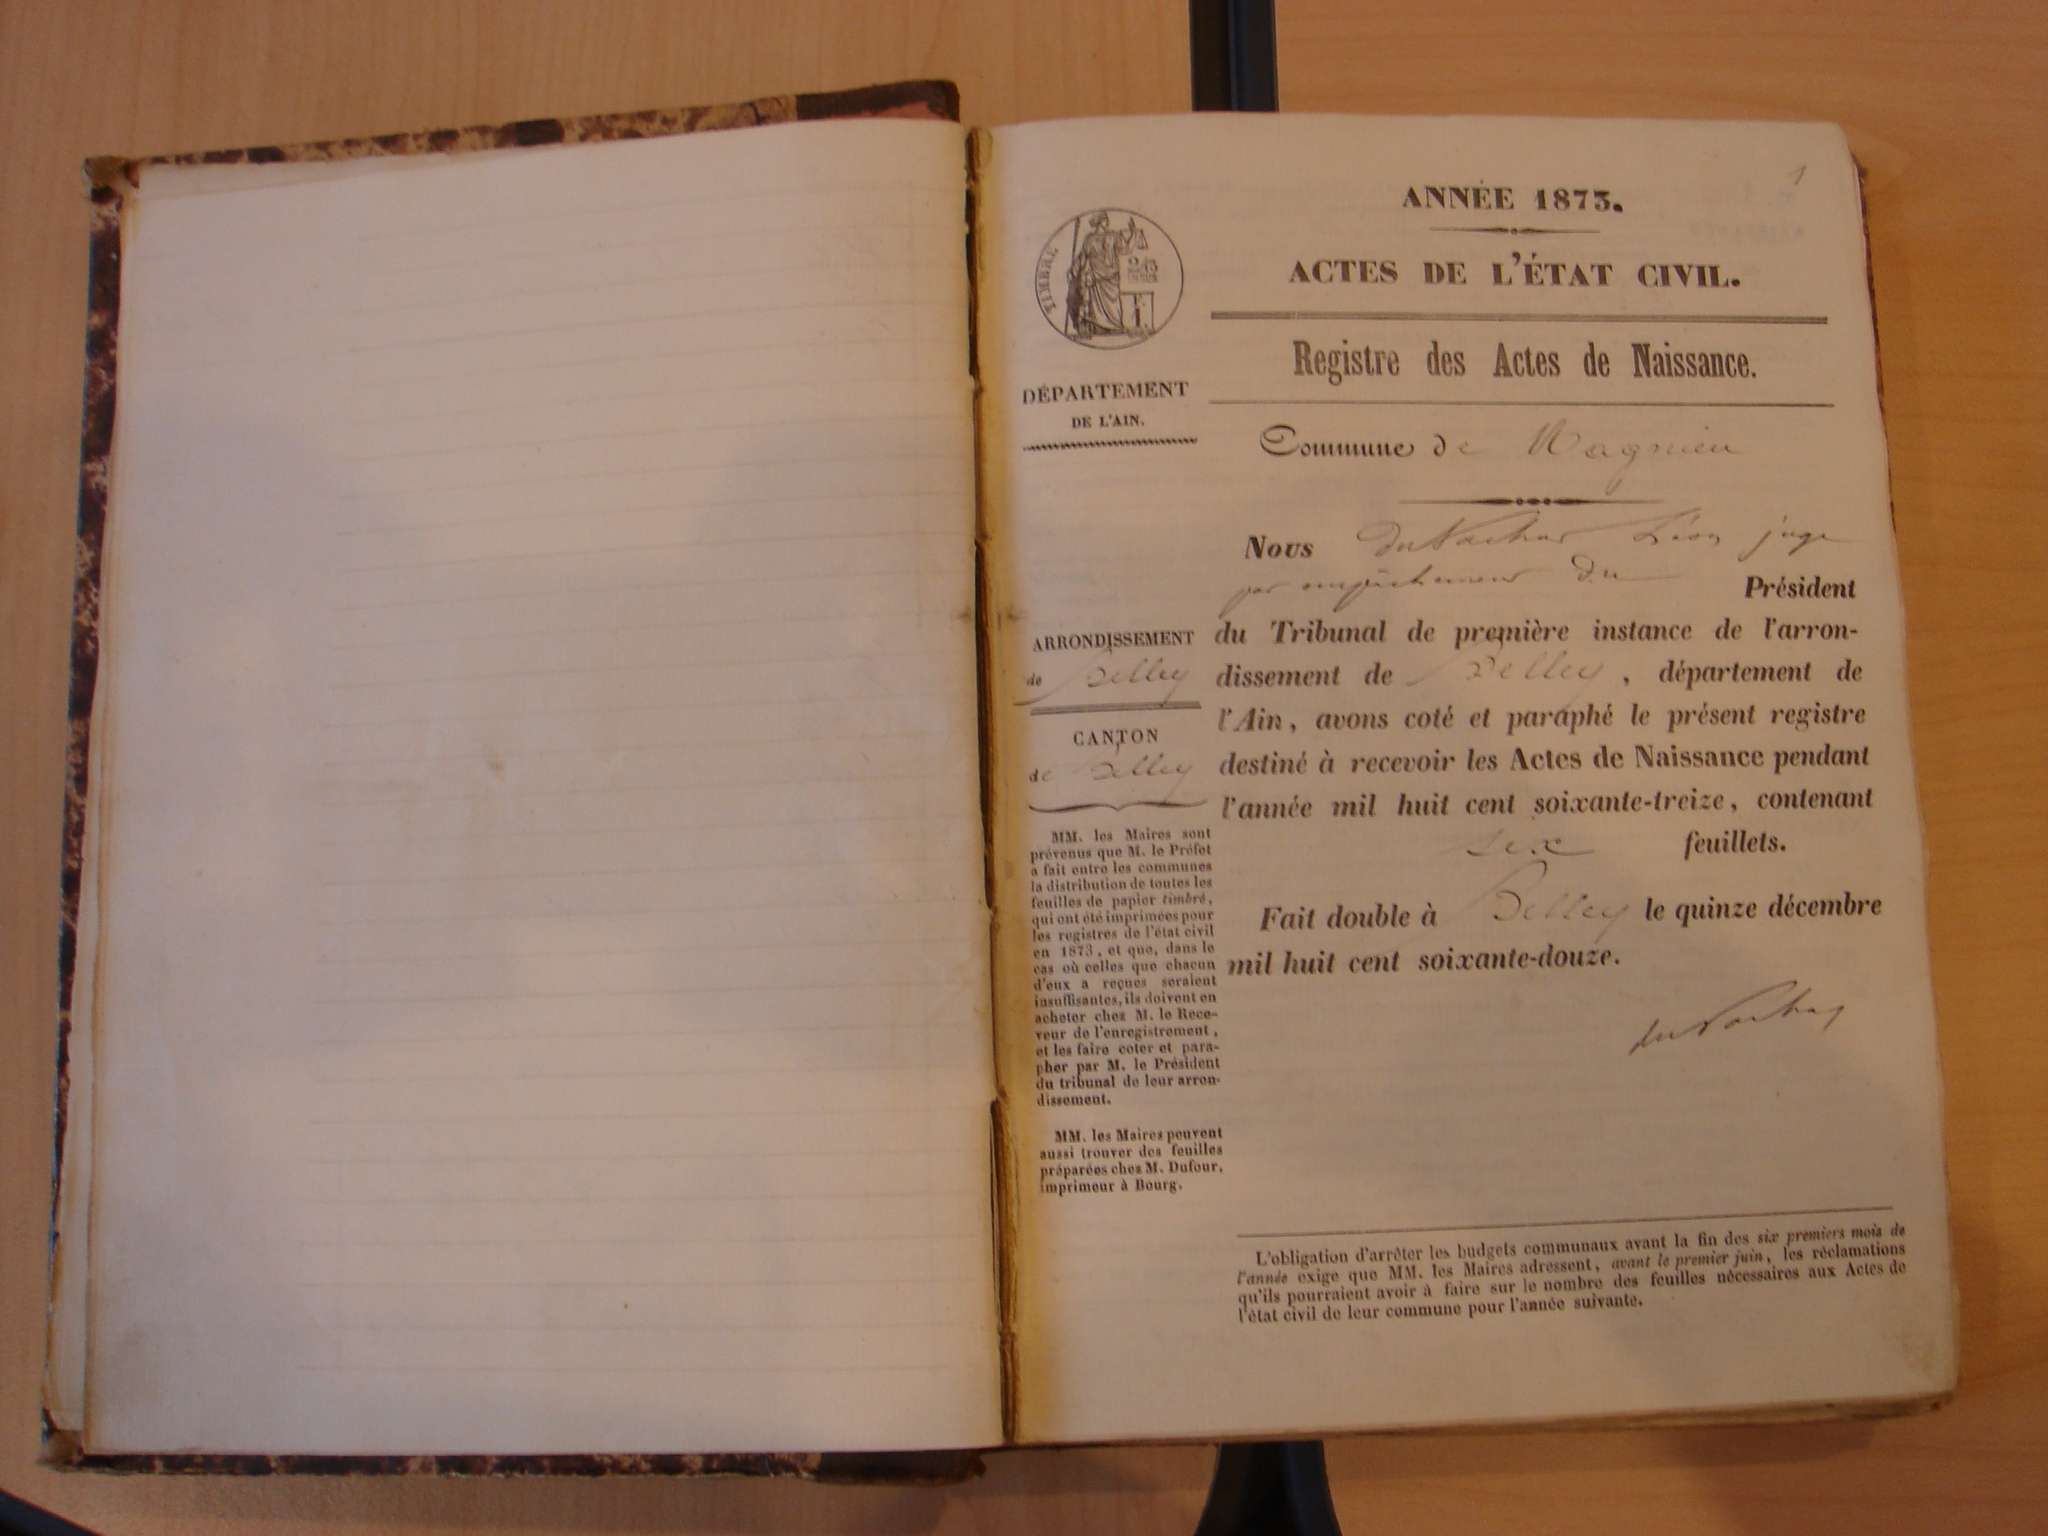 1
ANNÉE 1873.
ACTES DE L'ÉTAT CIVIL.
Registre des Actes de Naissance.
Commune de Magnieu
TIMBRE
DÉPARTEMENT
DE L'AIN.
ARRONDISSEMENT
de Belley
CANTON
de Belley
MM. les Maires sont
prévenus que M. le Préfet
a fait entre les communes
la distribution de toutes les
feuilles de papier timbré,
qui ont été imprimées pour
les registres de l'état civil
en 1873, et que, dans le
cas où celles que chacun
d'eux a reçues seraient
insuffisantes, ils doivent en
acheter chez M. le Rece-
veur de l'enregistrement,
et les faire coter et para-
pher par M. le Président
du tribunal de leur arron-
dissement.
MM. les Maires peuvent
aussi trouver des feuilles
préparées chez M. Dufour,
imprimeur à Bourg.
Nous Léon juge
par empêchement du Président
du Tribunal de première instance de l'arron-
dissement de Belley, département de
l'Ain, avons coté et paraphé le présent registre
destiné à recevoir les Actes de Naissance pendant
l'année mil huit cent soixante-treize, contenant
six feuillets.
Fait double à Belley le quinze décembre
mil huit cent soixante-douze.
L'obligation d'arrêter les budgets communaux avant la fin des six premiers mois de
l'année exige que MM. les Maires adressent, avant le premier juin, les réclamations
qu'ils pourraient avoir à faire sur le nombre des feuilles nécessaires aux Actes de
l'état civil de leur commune pour l'année suivante.